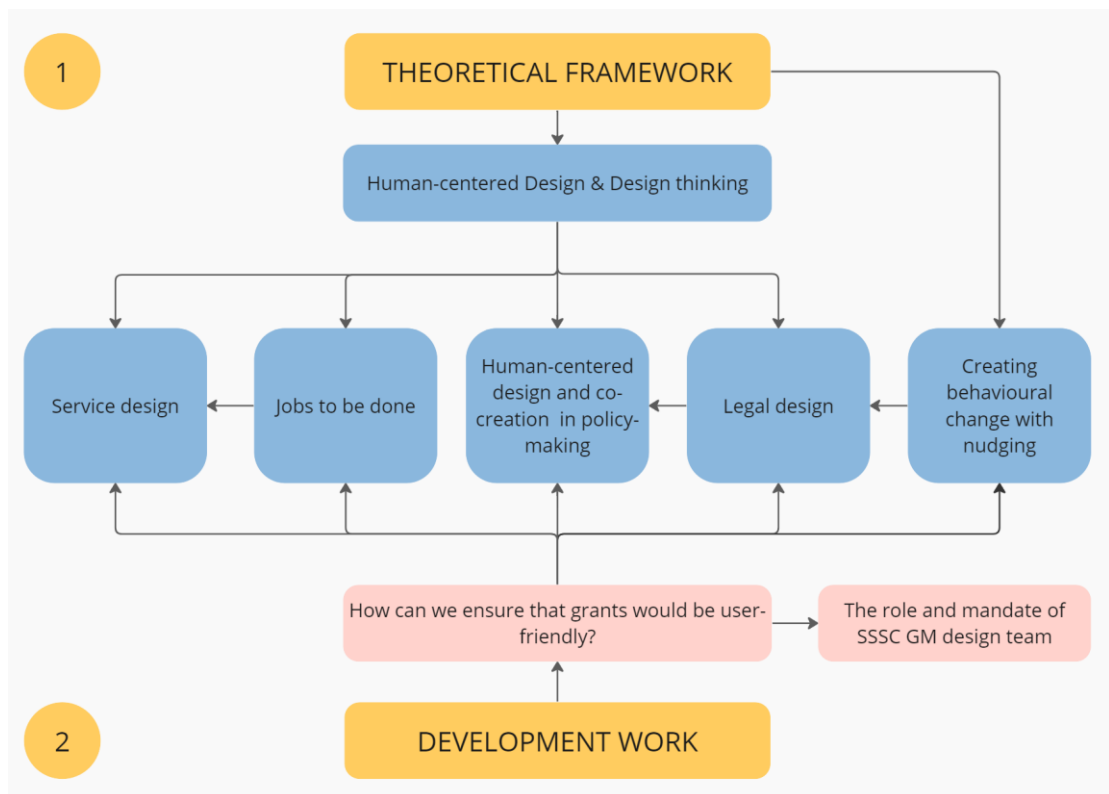 1
THEORETICAL FRAMEWORK
Human-centered Design & Design thinking
Service design
Jobs to be done
Human-centered
design and co-
creation in policy-
making
Legal design
Creating
behavioural
change with
nudging
How can we ensure that grants would be user-
friendly?
The role and mandate of
SSSC GM design team
2
DEVELOPMENT WORK